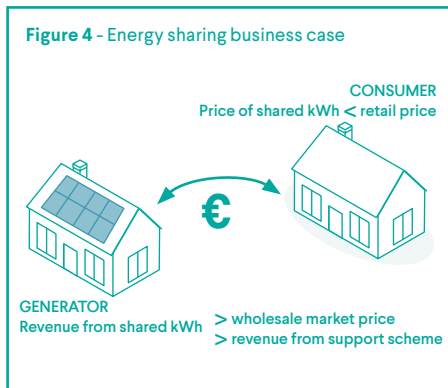 Figure 4 - Energy sharing business case
CONSUMER
Price of shared kWh < retail price
€
GENERATOR
Revenue from shared kWh > wholesale market price
> revenue from support scheme